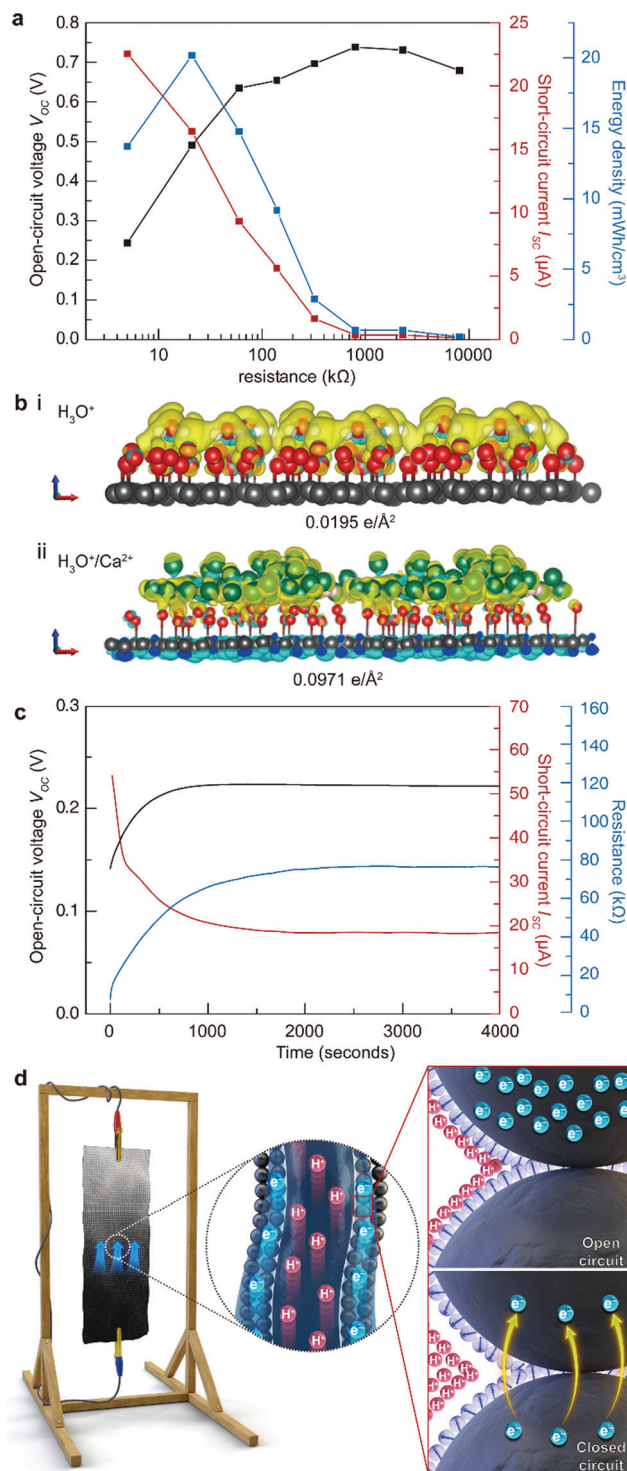 a
0.8
0.7
0.6
0.5
0.4
0.3
0.2
0.1
0.0
Open-circuit voltage VOC (V)
25
20
15
10
5
0
Short-circuit current ISC (μA)
20
15
10
5
0
Energy density (mWh/cm³)
10
100
1000
10000
resistance (kΩ)
b i
H₃O⁺
0.0195 e/Å²
ii
H₃O⁺/Ca²⁺
0.0971 e/Å²
c
0.3
0.2
0.1
0.0
Open-circuit voltage VOC (V)
70
60
50
40
30
20
10
0
Short-circuit current ISC (μA)
160
140
120
100
80
60
40
20
0
Resistance (kΩ)
0
1000
2000
3000
4000
Time (seconds)
d
H⁺
e⁻
Open
circuit
H⁺
e⁻
Closed
circuit